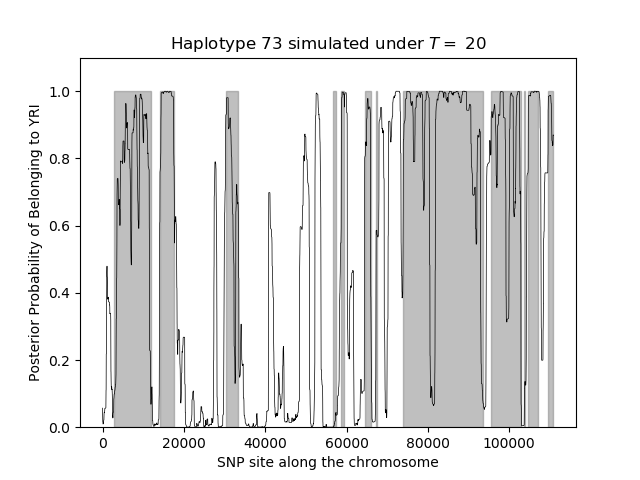 Haplotype 73 simulated under T = 20
Posterior Probability of Belonging to YRI
1.0
0.8
0.6
0.4
0.2
0.0
0 20000 40000 60000 80000 100000
SNP site along the chromosome